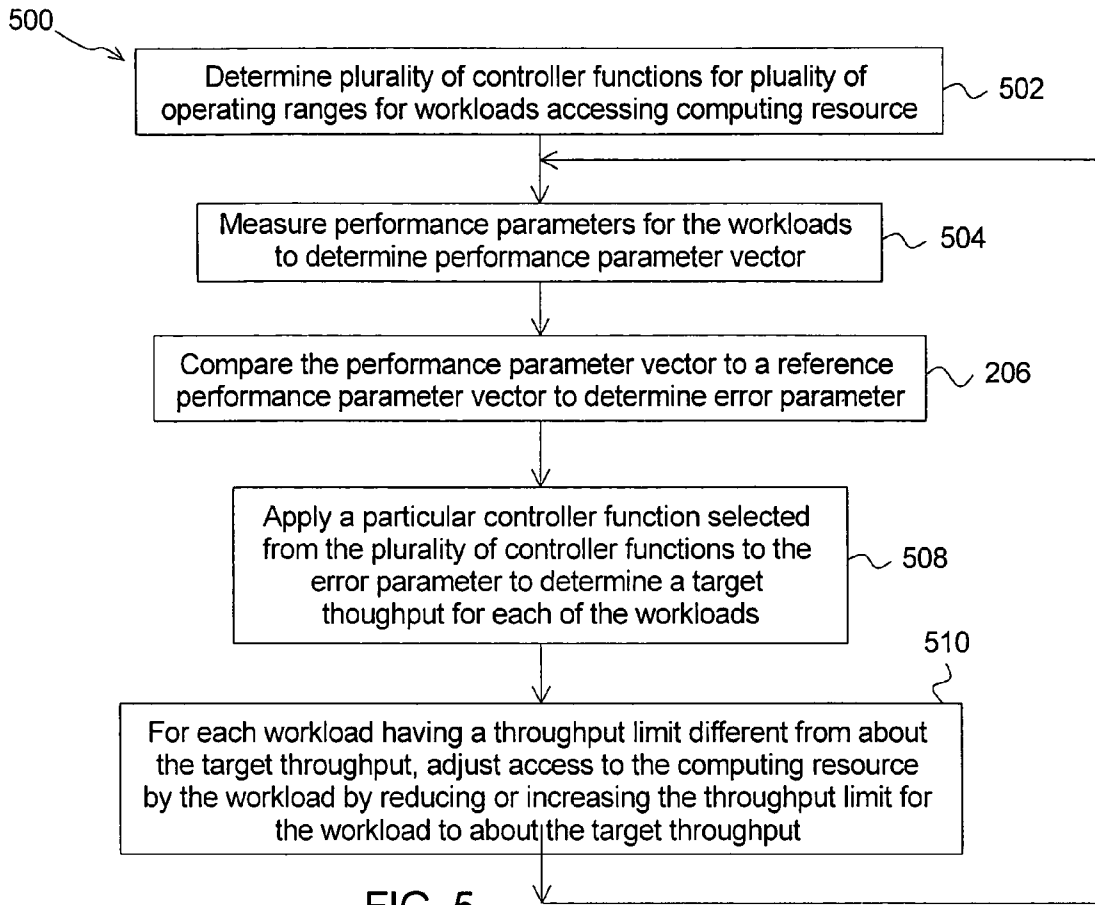 500
Determine plurality of controller functions for pluality of
operating ranges for workloads accessing computing resource
502
Measure performance parameters for the workloads
to determine performance parameter vector
504
Compare the performance parameter vector to a reference
performance parameter vector to determine error parameter
206
Apply a particular controller function selected
from the plurality of controller functions to the
error parameter to determine a target
thoughput for each of the workloads
508
510
For each workload having a throughput limit different from about
the target throughput, adjust access to the computing resource
by the workload by reducing or increasing the throughput limit for
the workload to about the target throughput
FIG. 5